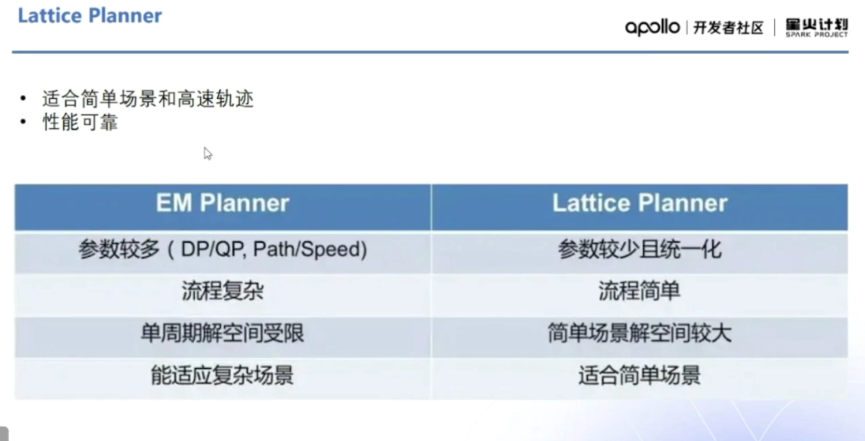 Lattice Planner
apollo | 开发者社区 | 星火计划
SPARK PROJECT
• 适合简单场景和高速轨迹
• 性能可靠
EM Planner
Lattice Planner
参数较多 ( DP/QP, Path/Speed)
参数较少且统一化
流程复杂
流程简单
单周期解空间受限
简单场景解空间较大
能适应复杂场景
适合简单场景